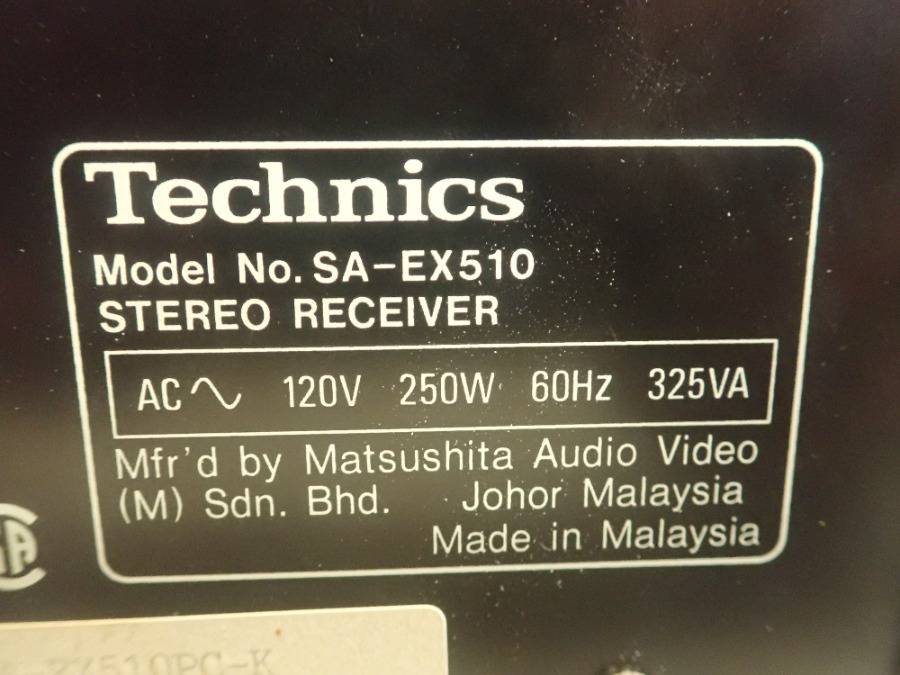 Technics
Model No. SA-EX510
STEREO RECEIVER
AC 120V 250W 60Hz 325VA
Mfr'd by Matsushita Audio Video
(M) Sdn. Bhd. Johor Malaysia
Made in Malaysia